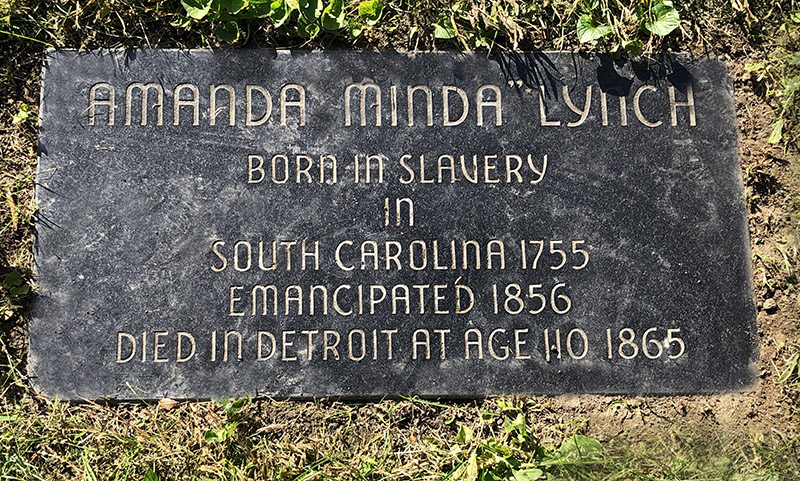 AMANDA MINDA" LYNCH
BORN IN SLAVERY
IN
SOUTH CAROLINA 1755
EMANCIPATED 1856
DIED IN DETROIT AT AGE 110 1865